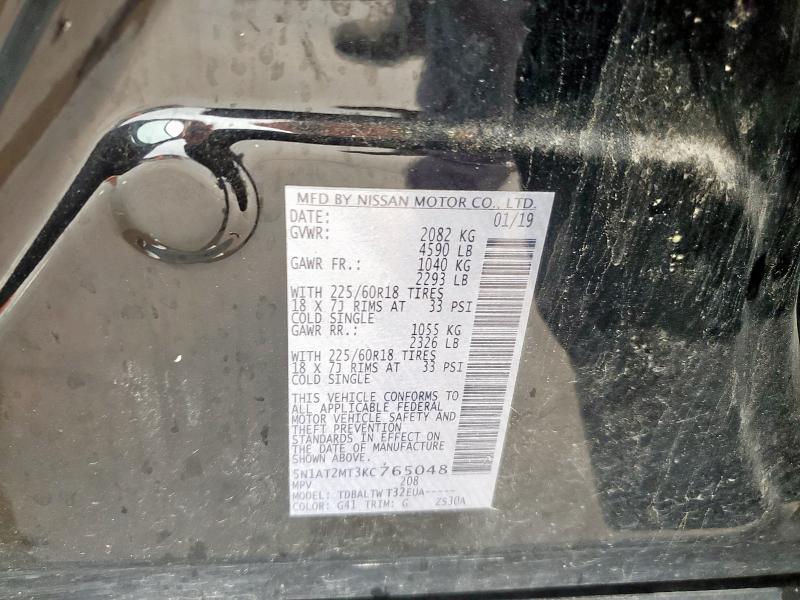 MFD BY NISSAN MOTOR CO., LTD.
DATE: 01/19
GVWR: 2082 KG
4590 LB
GAWR FR.: 1040 KG
2293 LB
WITH 225/60R18 TIRES
18 X 7J RIMS AT 33 PSI
COLD SINGLE
GAWR RR.: 1055 KG
2326 LB
WITH 225/60R18 TIRES
18 X 7J RIMS AT 33 PSI
COLD SINGLE
THIS VEHICLE CONFORMS TO
ALL APPLICABLE FEDERAL
MOTOR VEHICLE SAFETY AND
THEFT PREVENTION
STANDARDS IN EFFECT ON
THE DATE OF MANUFACTURE
SHOWN ABOVE.
5N1AT2MT3KC765048
MPV 208
MODEL: TDBALTW T32EUA-----
COLOR: G41 TRIM: G ZS30A